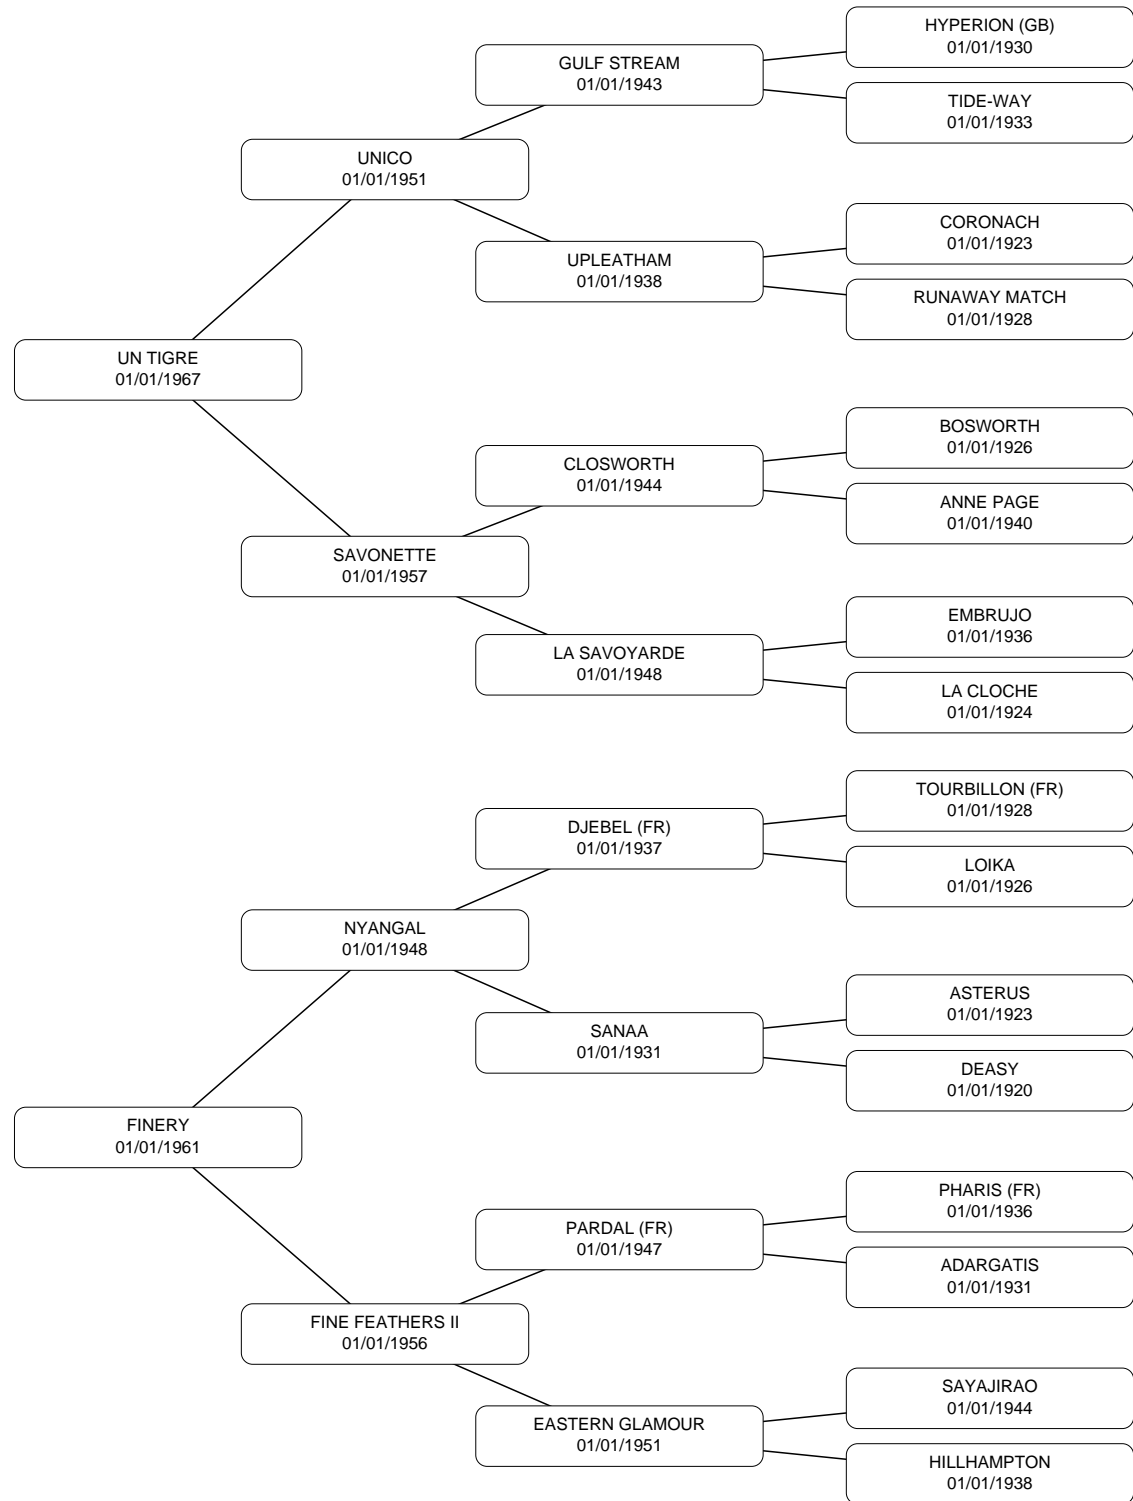 HYPERION (GB)
01/01/1930
GULF STREAM
01/01/1943
TIDE-WAY
01/01/1933
UNICO
01/01/1951
CORONACH
01/01/1923
UPLEATHAM
01/01/1938
RUNAWAY MATCH
01/01/1928
UN TIGRE
01/01/1967
BOSWORTH
01/01/1926
CLOSWORTH
01/01/1944
ANNE PAGE
01/01/1940
SAVONETTE
01/01/1957
EMBRUJO
01/01/1936
LA SAVOYARDE
01/01/1948
LA CLOCHE
01/01/1924
TOURBILLON (FR)
01/01/1928
DJEBEL (FR)
01/01/1937
LOIKA
01/01/1926
NYANGAL
01/01/1948
ASTERUS
01/01/1923
SANAA
01/01/1931
DEASY
01/01/1920
FINERY
01/01/1961
PHARIS (FR)
01/01/1936
PARDAL (FR)
01/01/1947
ADARGATIS
01/01/1931
FINE FEATHERS II
01/01/1956
SAYAJIRAO
01/01/1944
EASTERN GLAMOUR
01/01/1951
HILLHAMPTON
01/01/1938